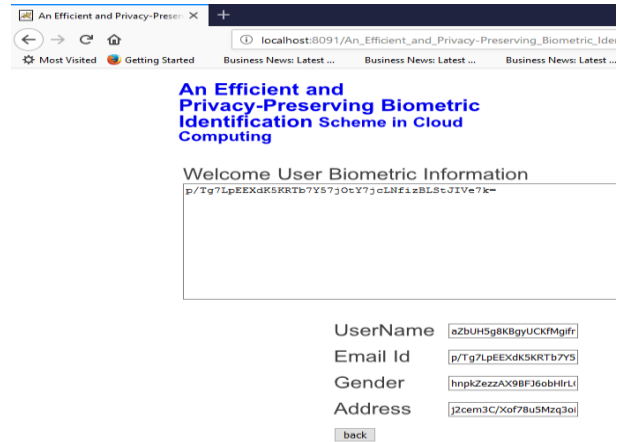 An Efficient and Privacy-Preser
localhost:8091/An_Efficient_and_Privacy-Preserving_Biometric_Ide
Most Visited Getting Started Business News: Latest ... Business News: Latest ... Business News: Latest ...
An Efficient and
Privacy-Preserving Biometric
Identification Scheme in Cloud
Computing
Welcome User Biometric Information
p/Tg7LpEEXdK5KRTb7Y57jOtY7jcLNfizBLStJIVe7k=
UserName aZbUH5g8KBgyUCKfMgifr
Email Id p/Tg7LpEEXdK5KRTb7Y5
Gender hnpkZezzAX9BFJ6obHlrL(
Address j2cem3C/Xof78u5Mzq3oi
back